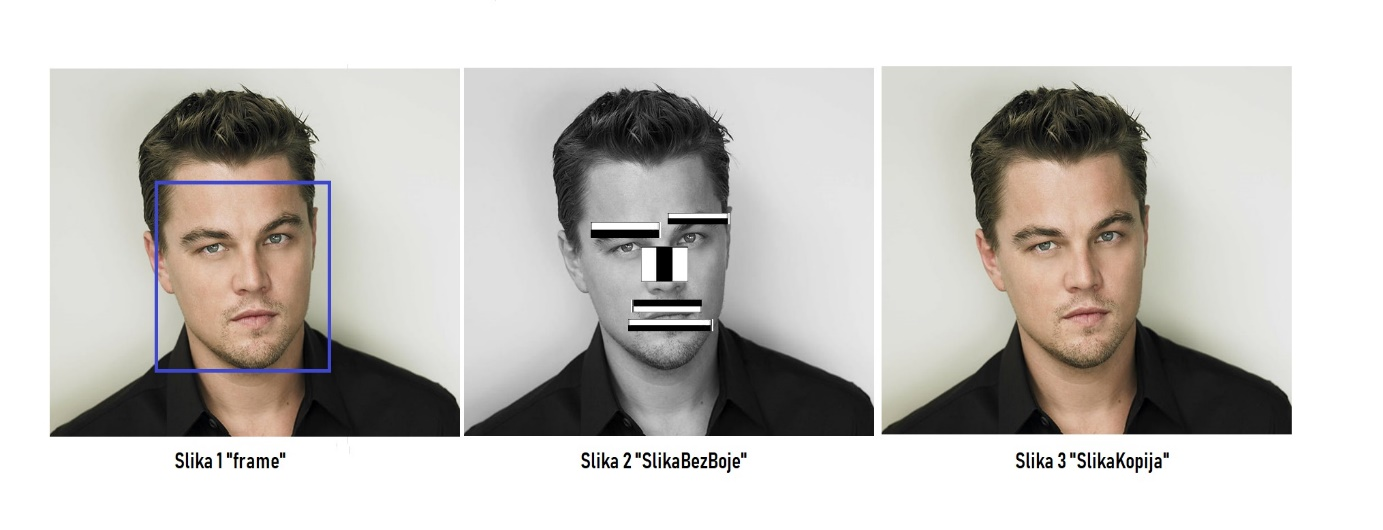 Slika 1 "frame"
Slika 2 "SlikaBezBoje"
Slika 3 "SlikaKopija"